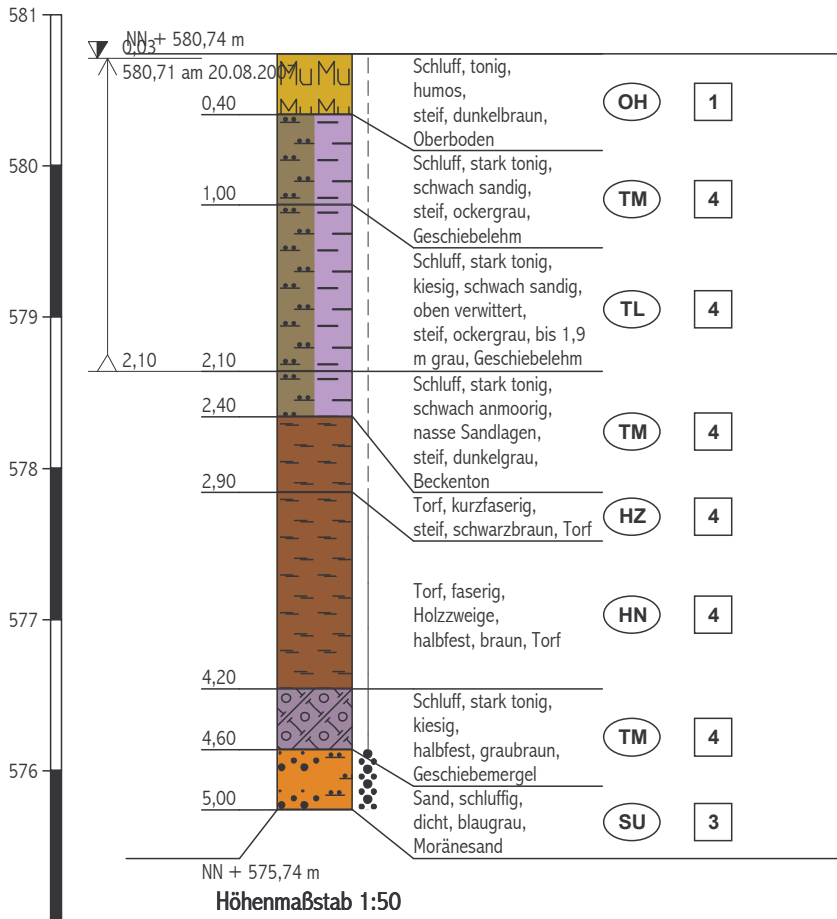 581
NN + 580,74 m
0,03
580,71 am 20.08.2007
Mu Mu
Mu Mu
Schluff, tonig,
humos,
steif, dunkelbraun,
Oberboden
OH
1
0,40
580
Schluff, stark tonig,
schwach sandig,
steif, ockergrau,
Geschiebelehm
TM
4
1,00
Schluff, stark tonig,
kiesig, schwach sandig,
oben verwittert,
steif, ockergrau, bis 1,9
m grau, Geschiebelehm
TL
4
579
2,10
2,10
Schluff, stark tonig,
schwach anmoorig,
nasse Sandlagen,
steif, dunkelgrau,
Beckenton
TM
4
2,40
578
2,90
Torf, kurzfaserig,
steif, schwarzbraun, Torf
HZ
4
Torf, faserig,
Holzzweige,
halbfest, braun, Torf
HN
4
577
4,20
Schluff, stark tonig,
kiesig,
halbfest, graubraun,
Geschiebemergel
TM
4
4,60
576
Sand, schluffig,
dicht, blaugrau,
Moränesand
SU
3
5,00
NN + 575,74 m
Höhenmaßstab 1:50